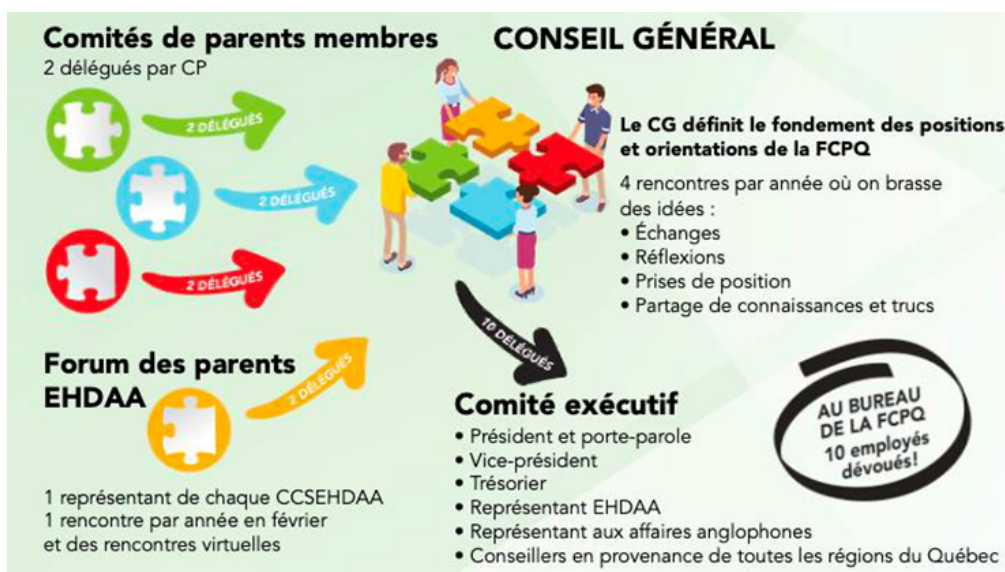 Comités de parents membres
2 délégués par CP
2 DÉLÉGUÉS
2 DÉLÉGUÉS
2 DÉLÉGUÉS
Forum des parents
EHDAA
2 DÉLÉGUÉS
1 représentant de chaque CCSEHDAA
1 rencontre par année en février
et des rencontres virtuelles
CONSEIL GÉNÉRAL
Le CG définit le fondement des positions
et orientations de la FCPQ
4 rencontres par année où on brasse
des idées :
• Échanges
• Réflexions
• Prises de position
• Partage de connaissances et trucs
10 DÉLÉGUÉS
Comité exécutif
• Président et porte-parole
• Vice-président
• Trésorier
• Représentant EHDAA
• Représentant aux affaires anglophones
• Conseillers en provenance de toutes les régions du Québec
AU BUREAU
DE LA FCPQ
10 employés
dévoués!